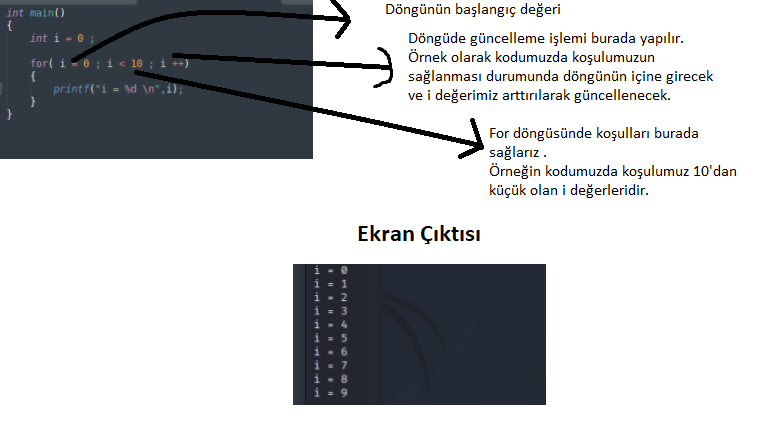 int main()
{
int i = 0 ;
for( i = 0 ; i < 10 ; i ++)
{
printf("i = %d \n",i);
}
}
Döngünün başlangıç değeri
Döngüde güncelleme işlemi burada yapılır.
Örnek olarak kodumuzda koşulumuzun
sağlanması durumunda döngünün içine girecek
ve i değerimiz arttırılarak güncellenecek.
For döngüsünde koşulları burada
sağlarız .
Örneğin kodumuzda koşulumuz 10'dan
küçük olan i değerleridir.
Ekran Çıktısı
i = 0
i = 1
i = 2
i = 3
i = 4
i = 5
i = 6
i = 7
i = 8
i = 9